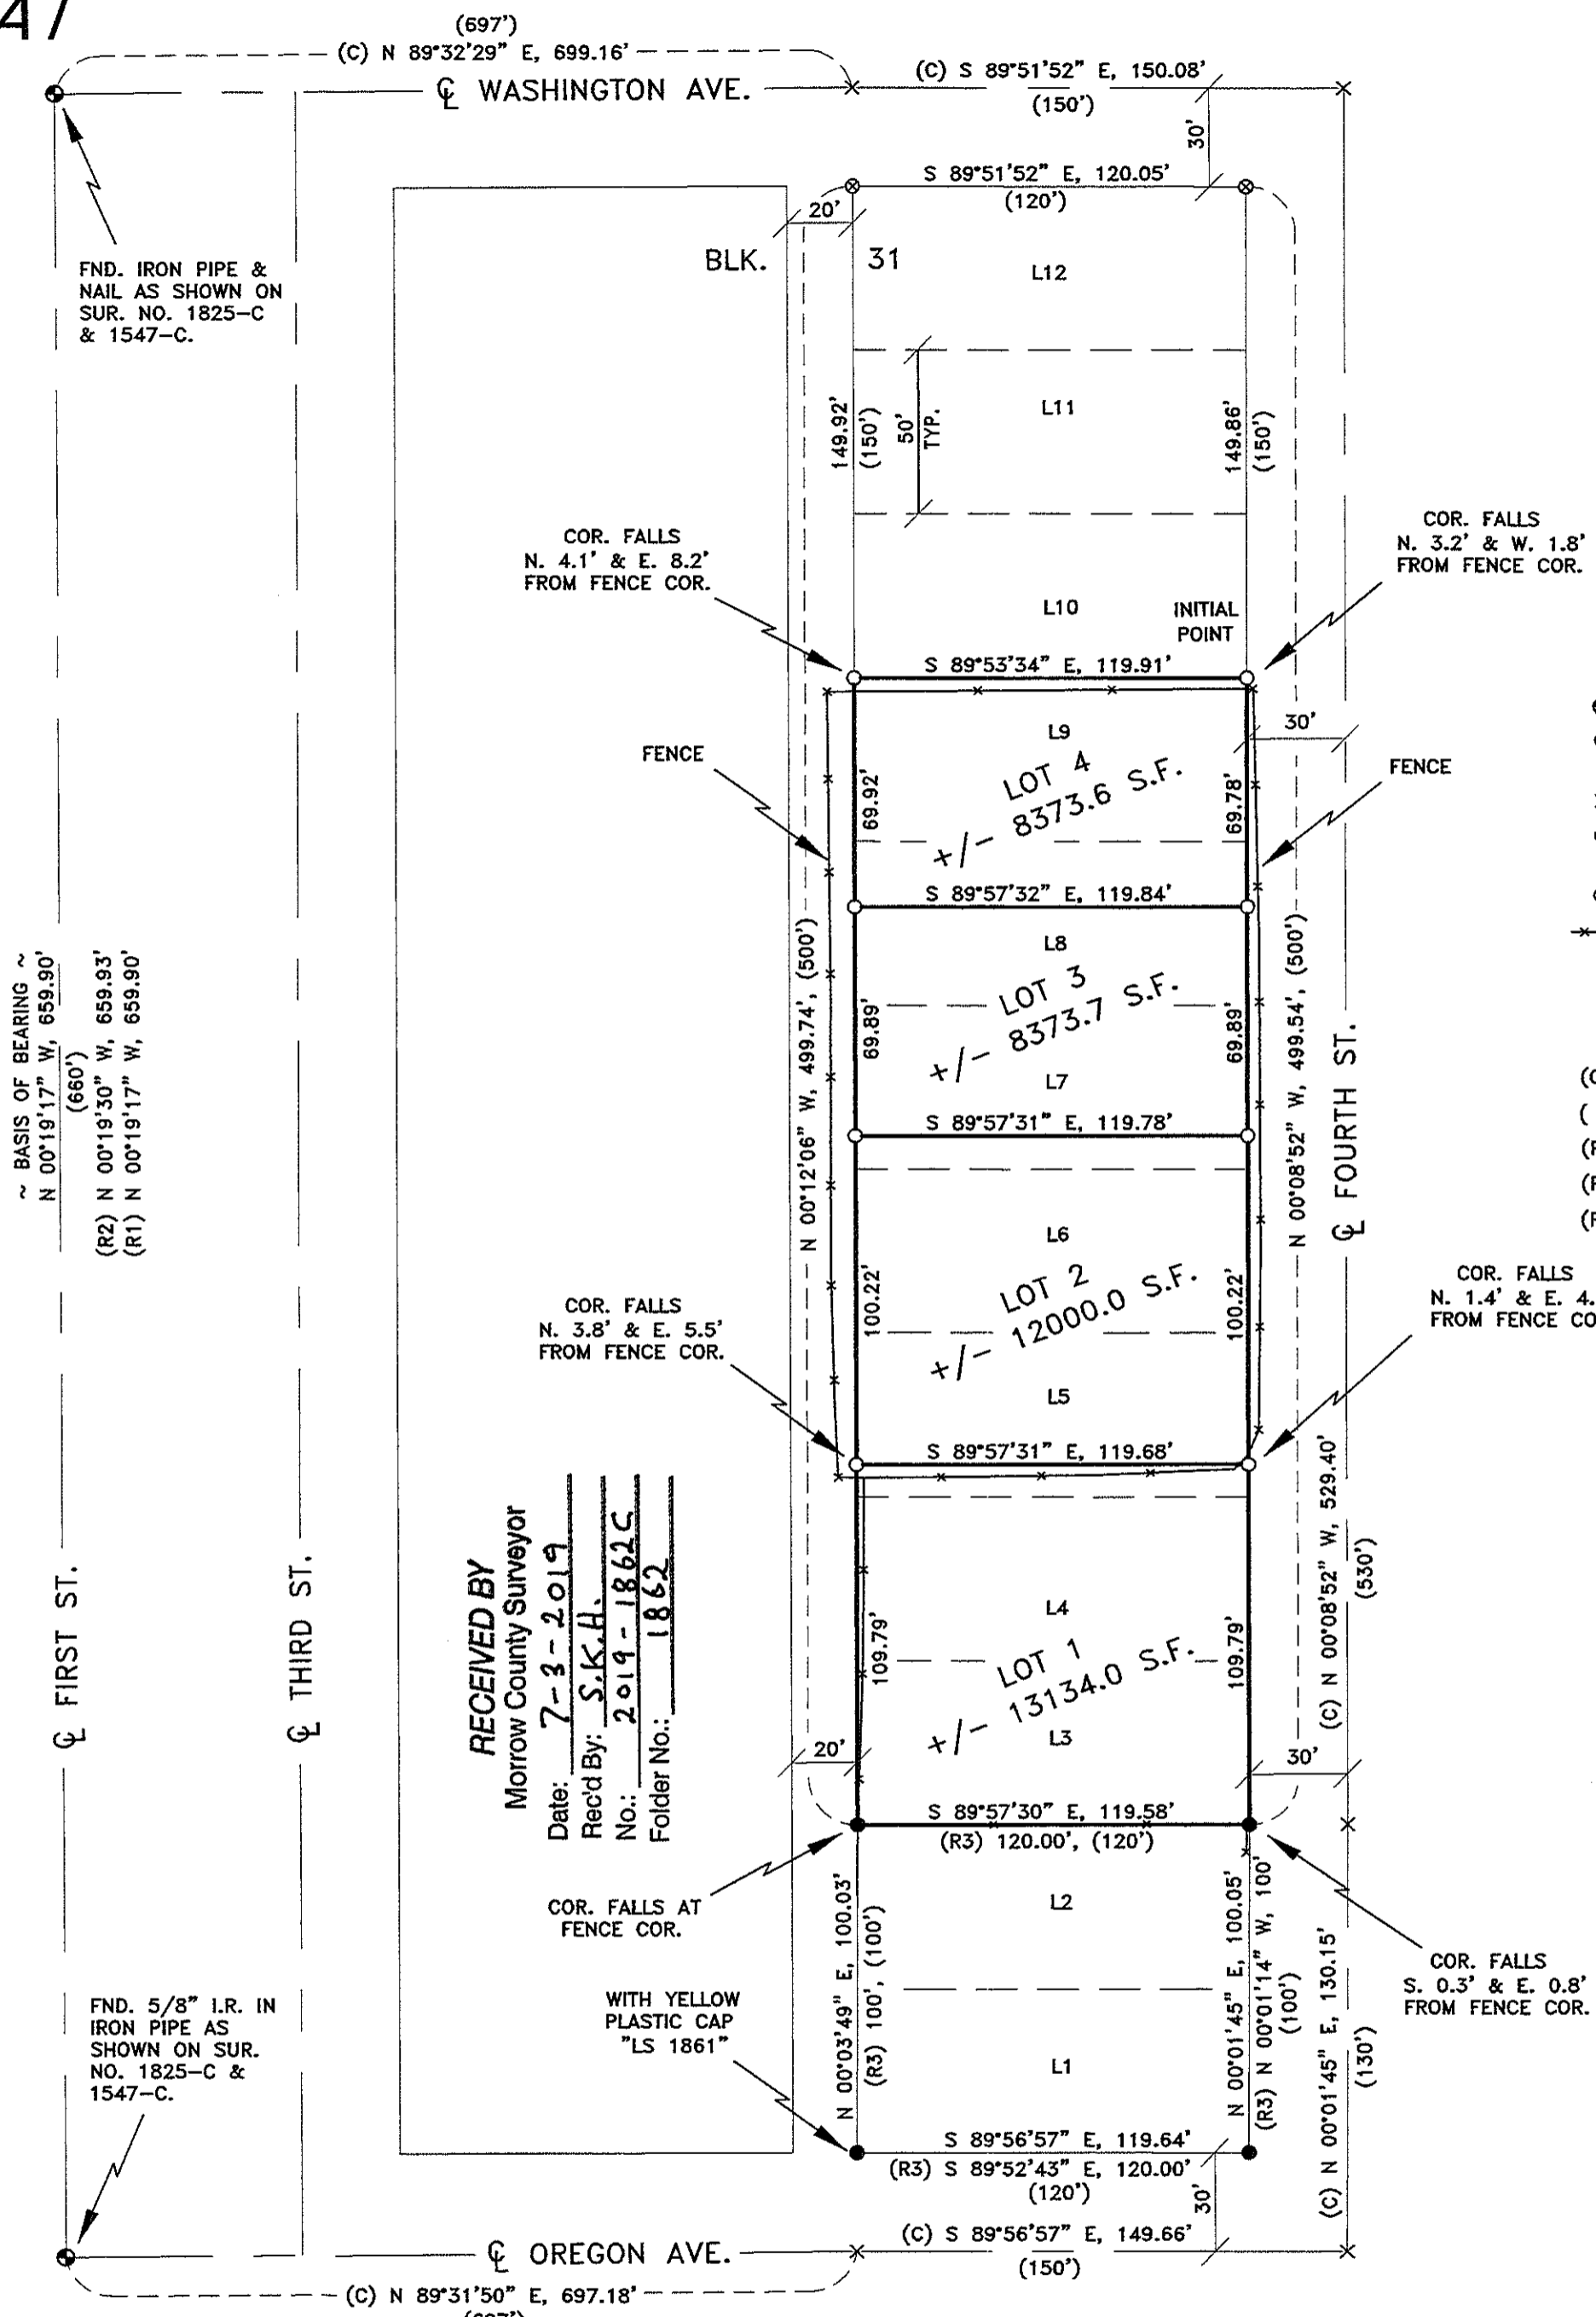 47
(697')
(C) N 89°32'29" E, 699.16'
℄ WASHINGTON AVE.
(C) S 89°51'52" E, 150.08'
(150')
30'
S 89°51'52" E, 120.05'
(120')
20'
BLK. 31
L12
FND. IRON PIPE &
NAIL AS SHOWN ON
SUR. NO. 1825-C
& 1547-C.
149.92'
(150')
50'
TYP.
L11
149.86'
(150')
COR. FALLS
N. 4.1' & E. 8.2'
FROM FENCE COR.
COR. FALLS
N. 3.2' & W. 1.8'
FROM FENCE COR.
L10
INITIAL
POINT
S 89°53'34" E, 119.91'
FENCE
L9
30'
FENCE
69.92'
LOT 4
+/- 8373.6 S.F.
69.78'
S 89°57'32" E, 119.84'
~ BASIS OF BEARING ~
N 00°19'17" W, 659.90'
(660')
(R2) N 00°19'30" W, 659.93'
(R1) N 00°19'17" W, 659.90'
N 00°12'06" W, 499.74', (500')
L8
69.89'
LOT 3
+/- 8373.7 S.F.
69.89'
N 00°08'52" W, 499.54', (500')
℄ FOURTH ST.
L7
S 89°57'31" E, 119.78'
L6
100.22'
LOT 2
+/- 12000.0 S.F.
100.22'
COR. FALLS
N. 3.8' & E. 5.5'
FROM FENCE COR.
COR. FALLS
N. 1.4' & E. 4.
FROM FENCE CO
L5
S 89°57'31" E, 119.68'
℄ FIRST ST.
℄ THIRD ST.
RECEIVED BY
Morrow County Surveyor
Date: 7-3-2019
Rec'd By: S.K.H.
No.: 2019-1862C
Folder No.: 1862
L4
109.79'
LOT 1
+/- 13134.0 S.F.
109.79'
(C) N 00°08'52" W, 529.40'
(530')
L3
20'
30'
S 89°57'30" E, 119.58'
(R3) 120.00', (120')
COR. FALLS AT
FENCE COR.
L2
N 00°03'49" E, 100.03'
(R3) 100', (100')
N 00°01'45" E, 100.05'
(R3) N 00°01'14" W, 100'
(100')
(C) N 00°01'45" E, 130.15'
(130')
COR. FALLS
S. 0.3' & E. 0.8'
FROM FENCE COR.
FND. 5/8" I.R. IN
IRON PIPE AS
SHOWN ON SUR.
NO. 1825-C &
1547-C.
WITH YELLOW
PLASTIC CAP
"LS 1861"
L1
S 89°56'57" E, 119.64'
(R3) S 89°52'43" E, 120.00'
(120')
30'
℄ OREGON AVE.
(C) S 89°56'57" E, 149.66'
(150')
(C) N 89°31'50" E, 697.18'